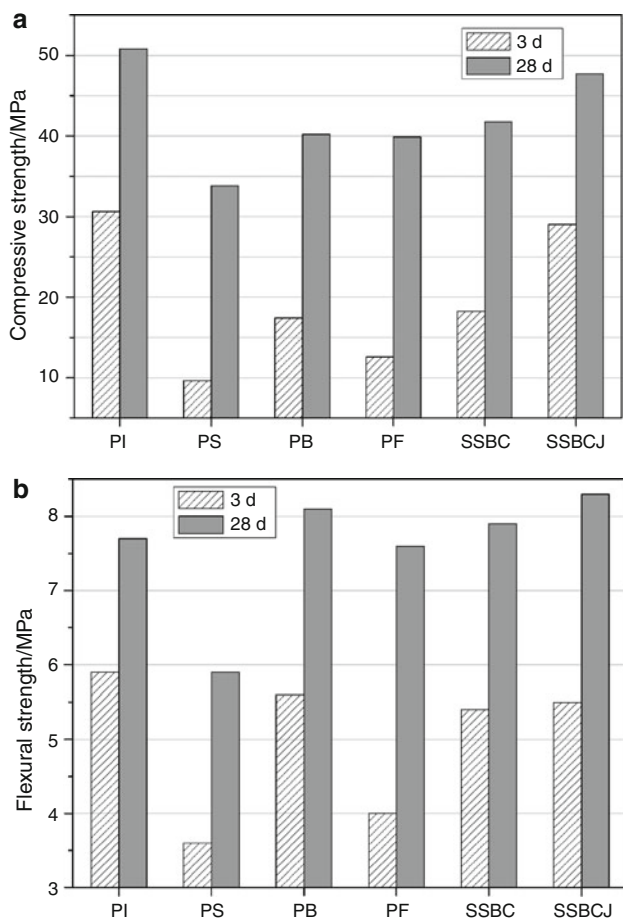 a
Compressive strength/MPa
50
40
30
20
10
3 d
28 d
PI PS PB PF SSBC SSBCJ
b
Flexural strength/MPa
8
7
6
5
4
3
3 d
28 d
PI PS PB PF SSBC SSBCJ